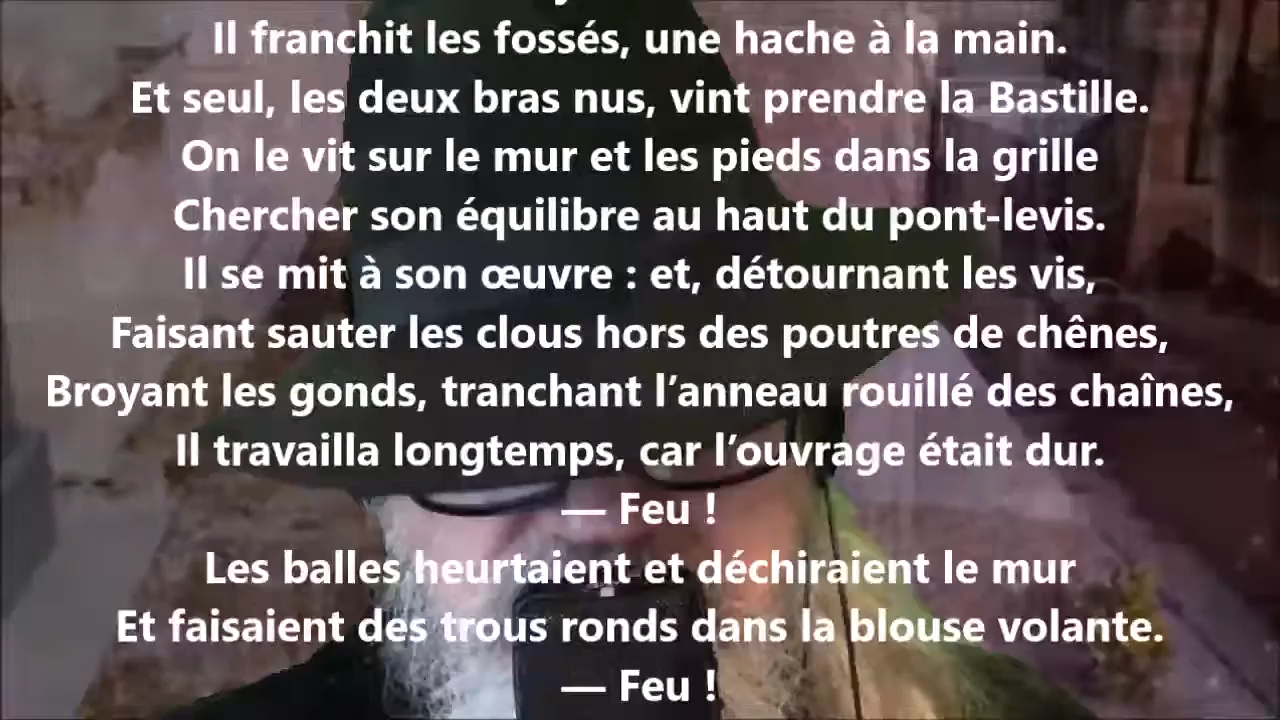 Il franchit les fossés, une hache à la main.
Et seul, les deux bras nus, vint prendre la Bastille.
On le vit sur le mur et les pieds dans la grille
Chercher son équilibre au haut du pont-levis.
Il se mit à son œuvre : et, détournant les vis,
Faisant sauter les clous hors des poutres de chênes,
Broyant les gonds, tranchant l’anneau rouillé des chaînes,
Il travailla longtemps, car l’ouvrage était dur.
— Feu !
Les balles heurtaient et déchiraient le mur
Et faisaient des trous ronds dans la blouse volante.
— Feu !